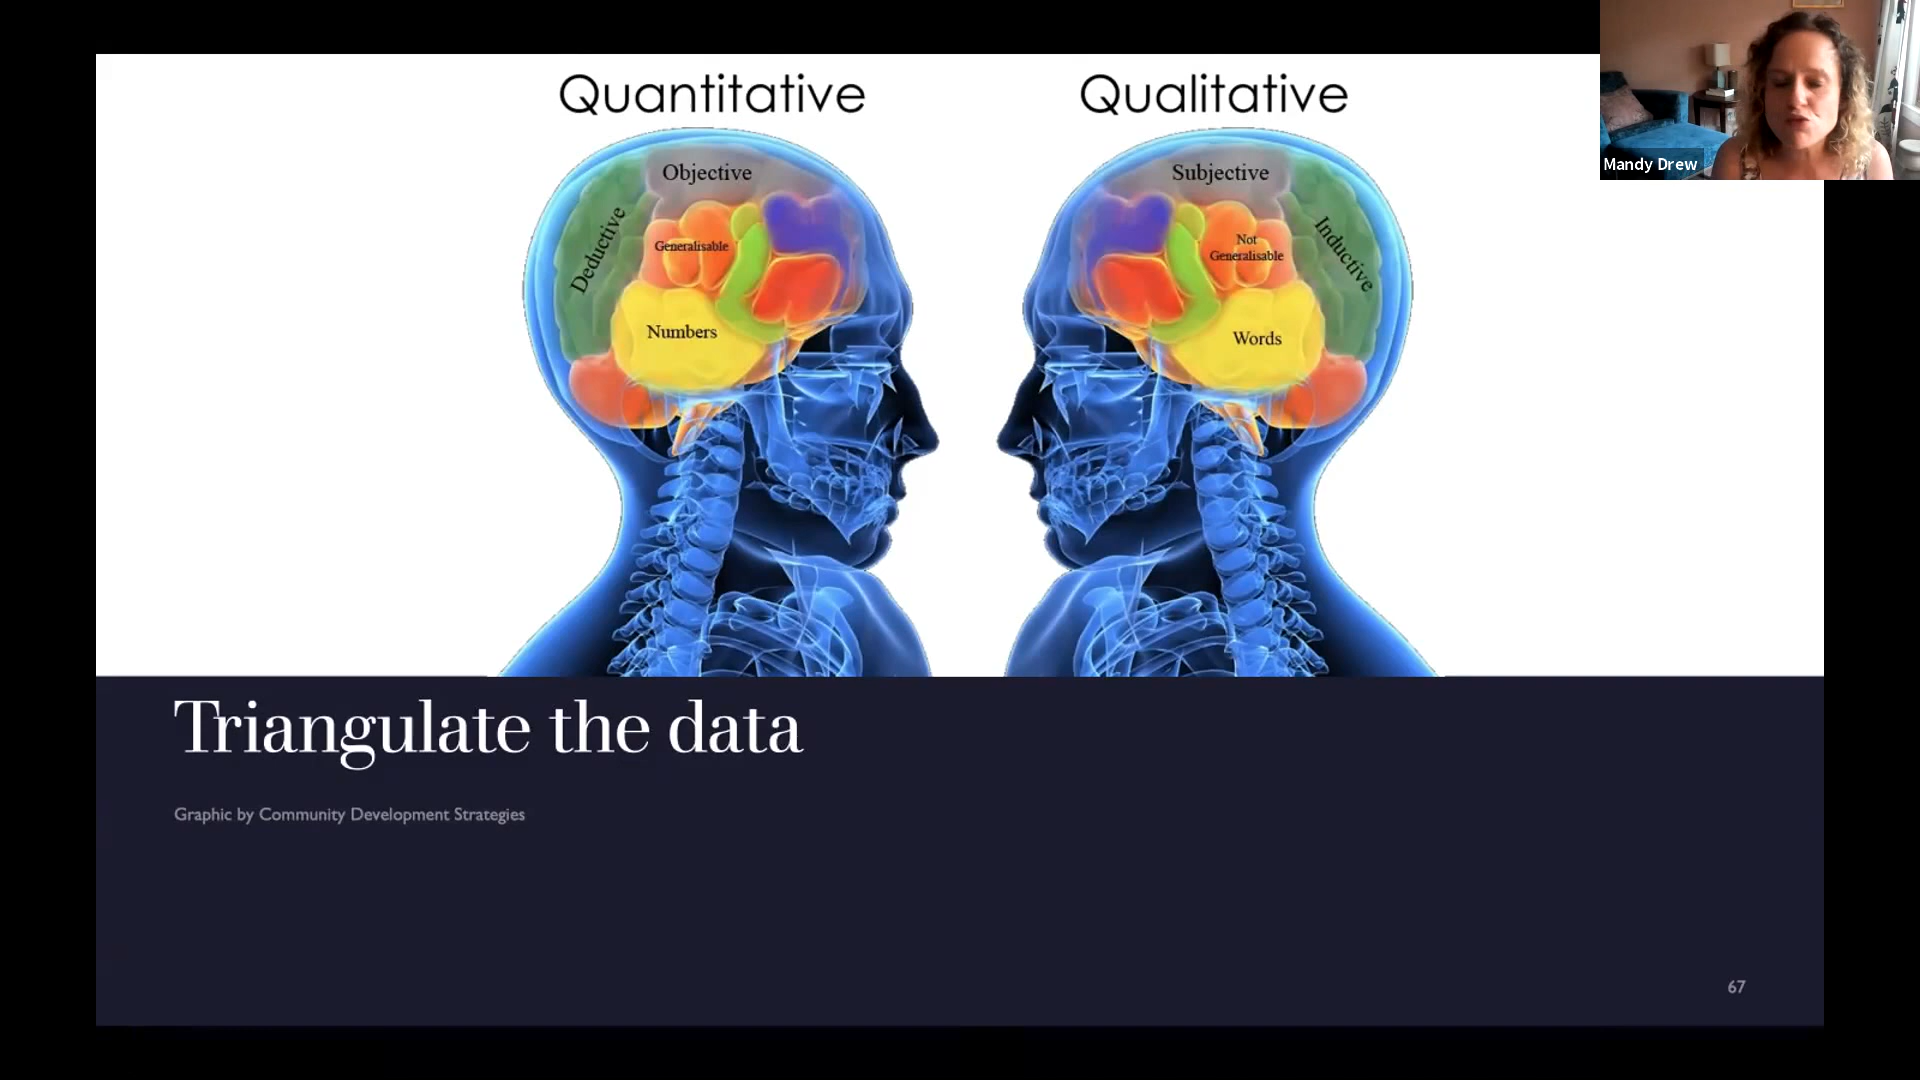 Quantitative
Qualitative
Objective
Deductive
Generalisable
Numbers
Subjective
Not
Generalisable
Inductive
Words
Mandy Drew
Triangulate the data
Graphic by Community Development Strategies
67